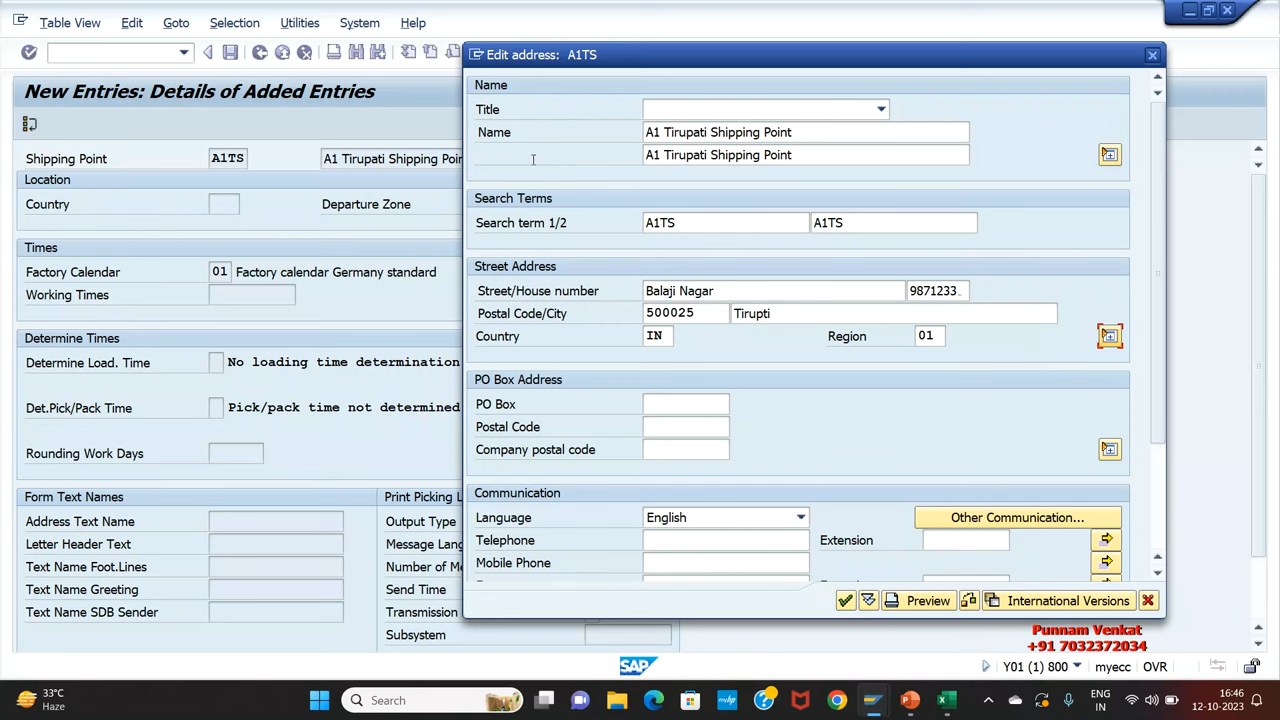 Table View Edit Goto Selection Utilities System Help
Edit address: A1TS
New Entries: Details of Added Entries
Name
Title
Name A1 Tirupati Shipping Point
A1 Tirupati Shipping Point
Shipping Point A1TS A1 Tirupati Shipping Poin
Location
Country Departure Zone
Search Terms
Search term 1/2 A1TS A1TS
Times
Factory Calendar 01 Factory calendar Germany standard
Working Times
Street Address
Street/House number Balaji Nagar 9871233
Postal Code/City 500025 Tirupti
Country IN Region 01
Determine Times
Determine Load. Time No loading time determination
Det.Pick/Pack Time Pick/pack time not determined
Rounding Work Days
PO Box Address
PO Box
Postal Code
Company postal code
Form Text Names Print Picking L
Address Text Name Output Type
Letter Header Text Message Lang
Text Name Foot.Lines Number of Me
Text Name Greeting Send Time
Text Name SDB Sender Transmission
Subsystem
Communication
Language English Other Communication...
Telephone Extension
Mobile Phone
Preview International Versions
Punnam Venkat
+91 7032372034
SAP Y01 (1) 800 myecc OVR
33°C
Haze
Search
mhp
ENG
IN
16:46
12-10-2023